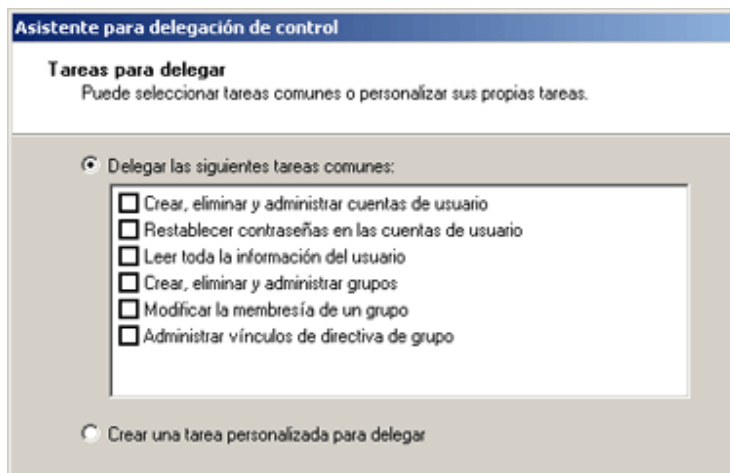 Asistente para delegación de control
Tareas para delegar
Puede seleccionar tareas comunes o personalizar sus propias tareas.
Delegar las siguientes tareas comunes:
Crear, eliminar y administrar cuentas de usuario
Restablecer contraseñas en las cuentas de usuario
Leer toda la información del usuario
Crear, eliminar y administrar grupos
Modificar la membresía de un grupo
Administrar vínculos de directiva de grupo
Crear una tarea personalizada para delegar